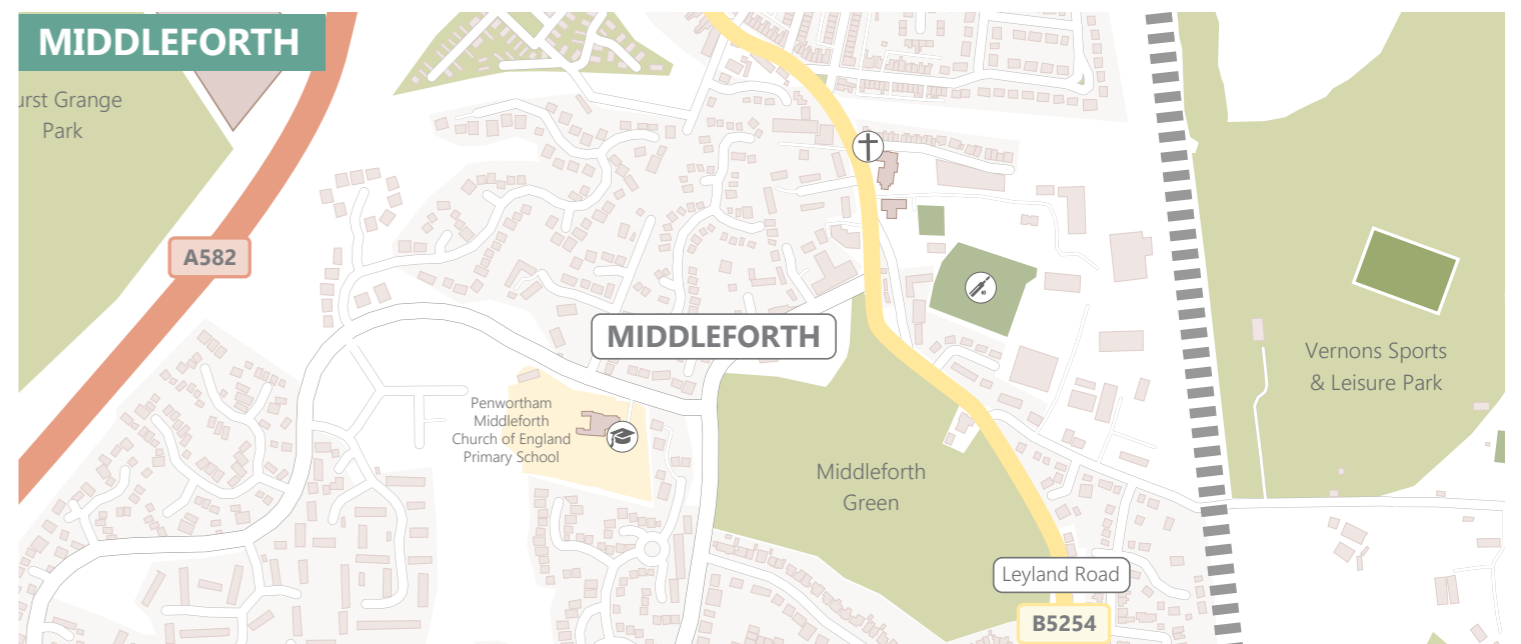 MIDDLEFORTH
urst Grange
Park
A582
MIDDLEFORTH
Vernons Sports
& Leisure Park
Penwortham
Middleforth
Church of England
Primary School
Middleforth
Green
Leyland Road
B5254